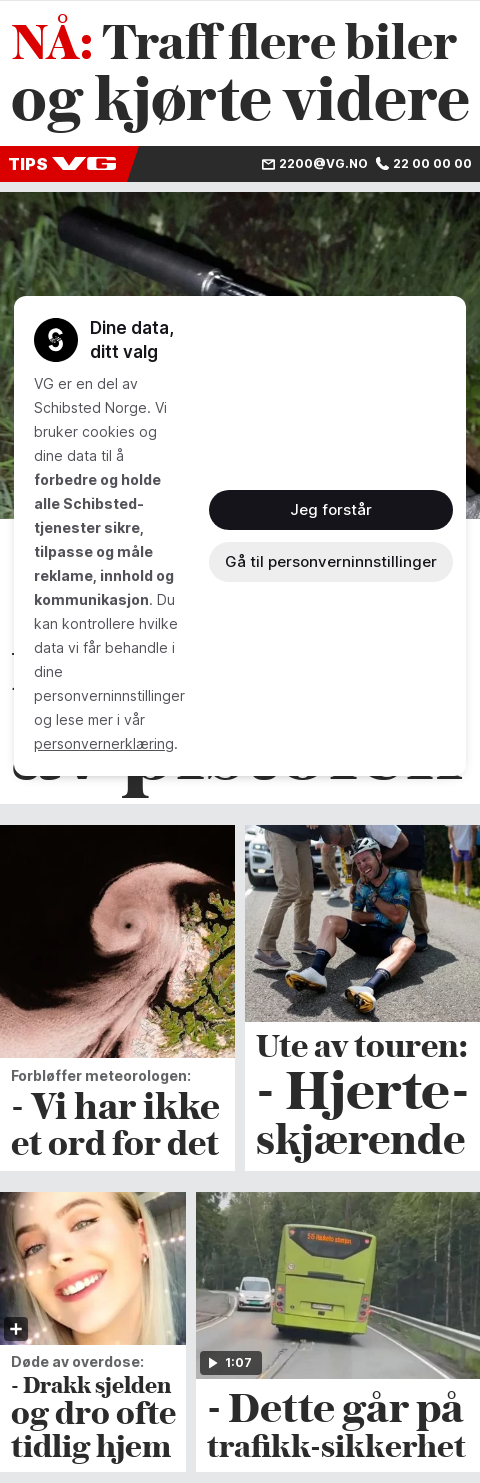 NÅ: Traff flere biler
og kjørte videre
TIPS VG
2200@VG.NO
22 00 00 00
Dine data,
ditt valg
VG er en del av
Schibsted Norge. Vi
bruker cookies og
dine data til å
forbedre og holde
alle Schibsted-
tjenester sikre,
tilpasse og måle
reklame, innhold og
kommunikasjon. Du
kan kontrollere hvilke
data vi får behandle i
dine
personverninnstillinger
og lese mer i vår
personvernerklæring.
Jeg forstår
Gå til personverninnstillinger
Forbløffer meteorologen:
- Vi har ikke
et ord for det
Ute av touren:
- Hjerte-
skjærende
Døde av overdose:
- Drakk sjelden
og dro ofte
tidlig hjem
1:07
- Dette går på
trafikk-sikkerhet